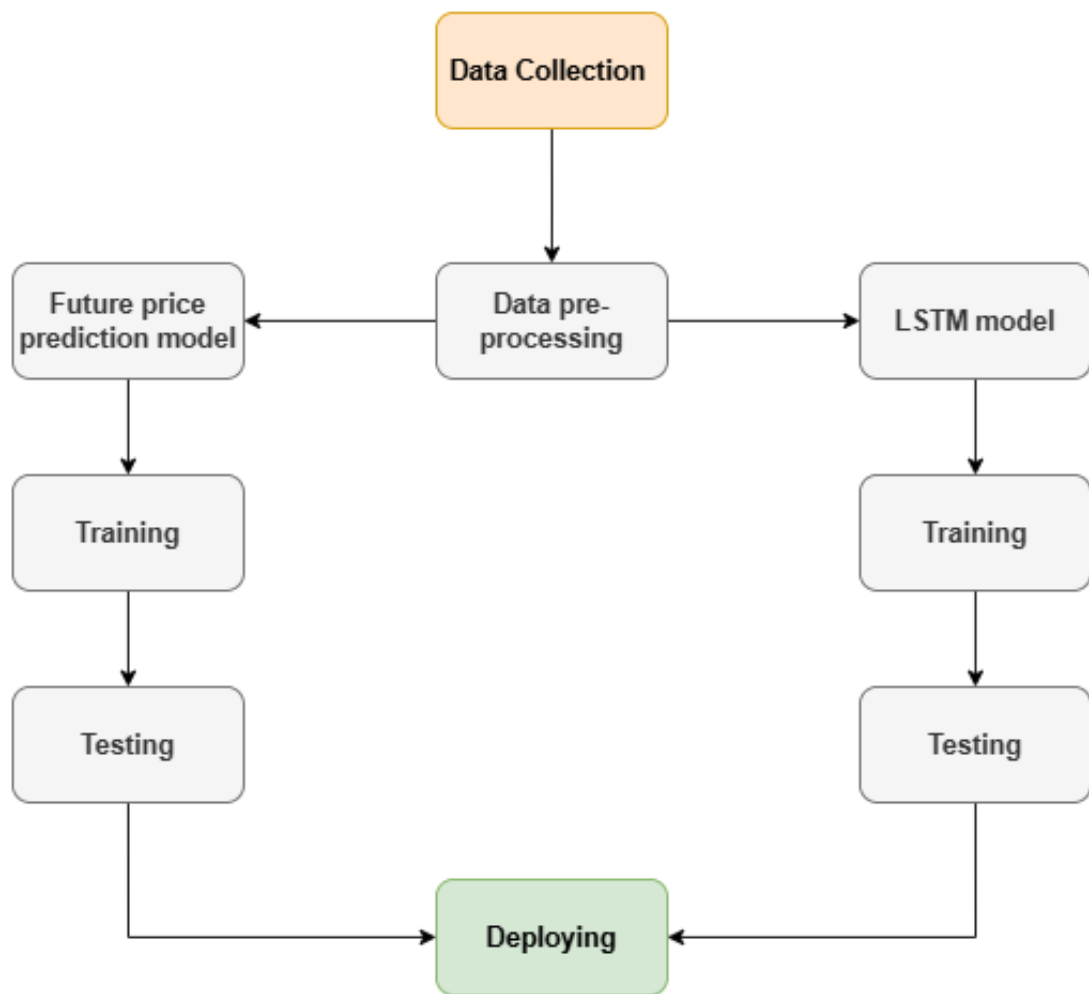 Data Collection
Future price
prediction model
Data pre-
processing
LSTM model
Training
Training
Testing
Testing
Deploying